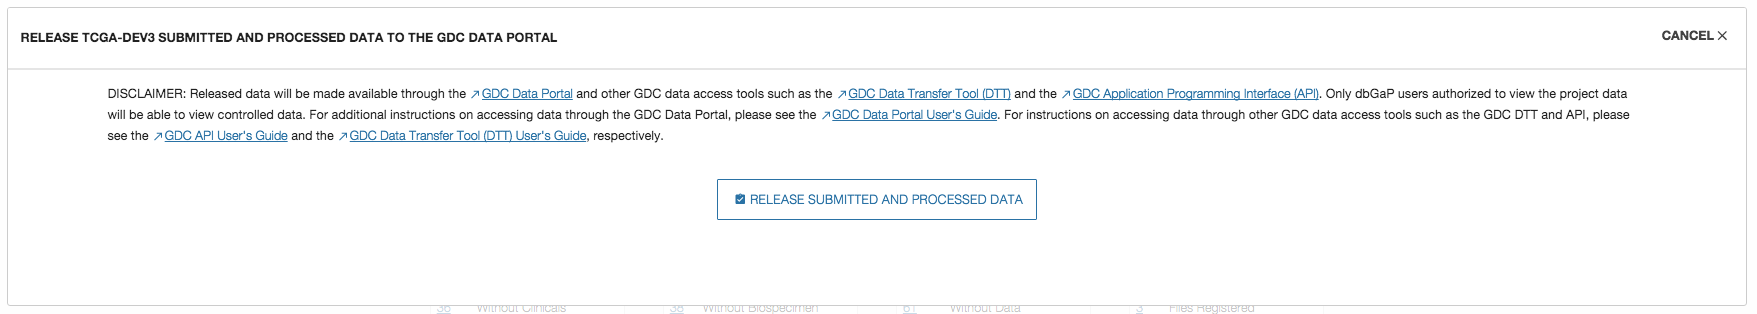 RELEASE TCGA-DEV3 SUBMITTED AND PROCESSED DATA TO THE GDC DATA PORTAL
CANCEL ×
DISCLAIMER: Released data will be made available through the ↗ GDC Data Portal and other GDC data access tools such as the ↗ GDC Data Transfer Tool (DTT) and the ↗ GDC Application Programming Interface (API). Only dbGaP users authorized to view the project data
will be able to view controlled data. For additional instructions on accessing data through the GDC Data Portal, please see the ↗ GDC Data Portal User's Guide. For instructions on accessing data through other GDC data access tools such as the GDC DTT and API, please
see the ↗ GDC API User's Guide and the ↗ GDC Data Transfer Tool (DTT) User's Guide, respectively.
RELEASE SUBMITTED AND PROCESSED DATA
36 Without Clinicals 38 Without Biospecimen 61 Without Data 3 Files Registered